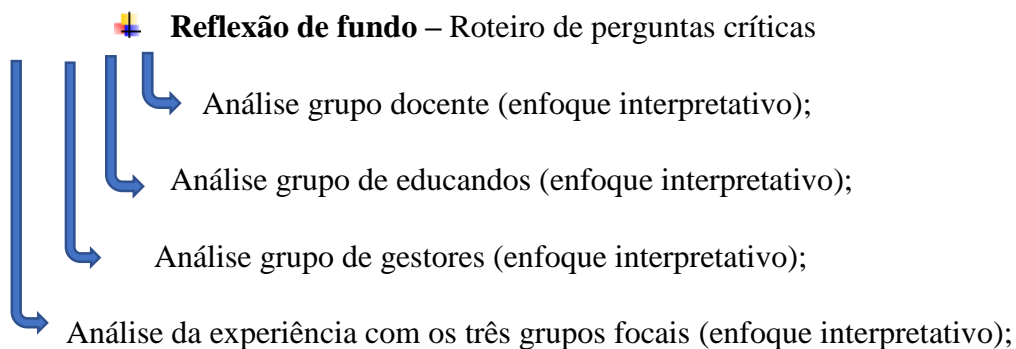 Reflexão de fundo – Roteiro de perguntas críticas
Análise grupo docente (enfoque interpretativo);
Análise grupo de educandos (enfoque interpretativo);
Análise grupo de gestores (enfoque interpretativo);
Análise da experiência com os três grupos focais (enfoque interpretativo);